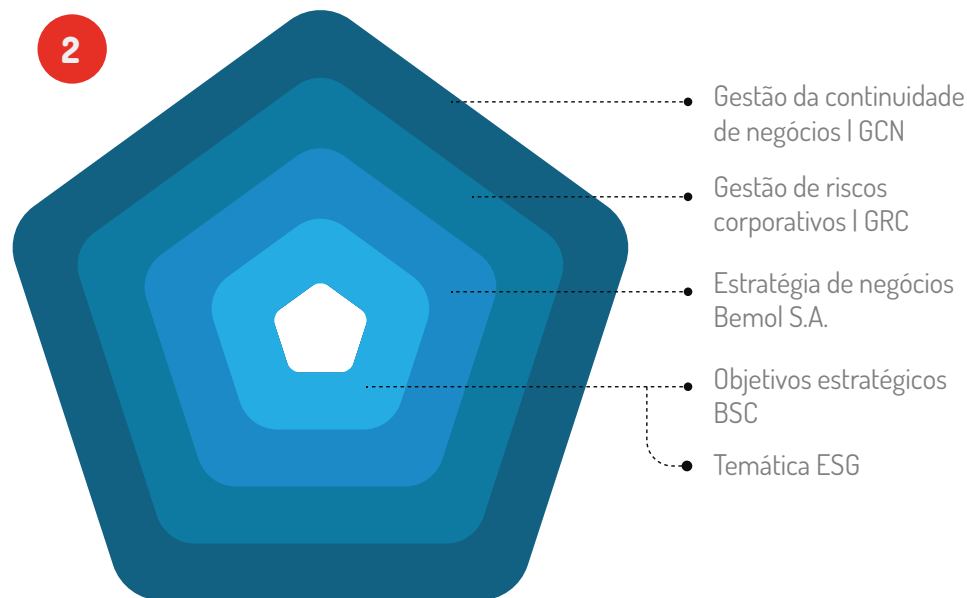 2
Gestão da continuidade
de negócios | GCN
Gestão de riscos
corporativos | GRC
Estratégia de negócios
Bemol S.A.
Objetivos estratégicos
BSC
Temática ESG